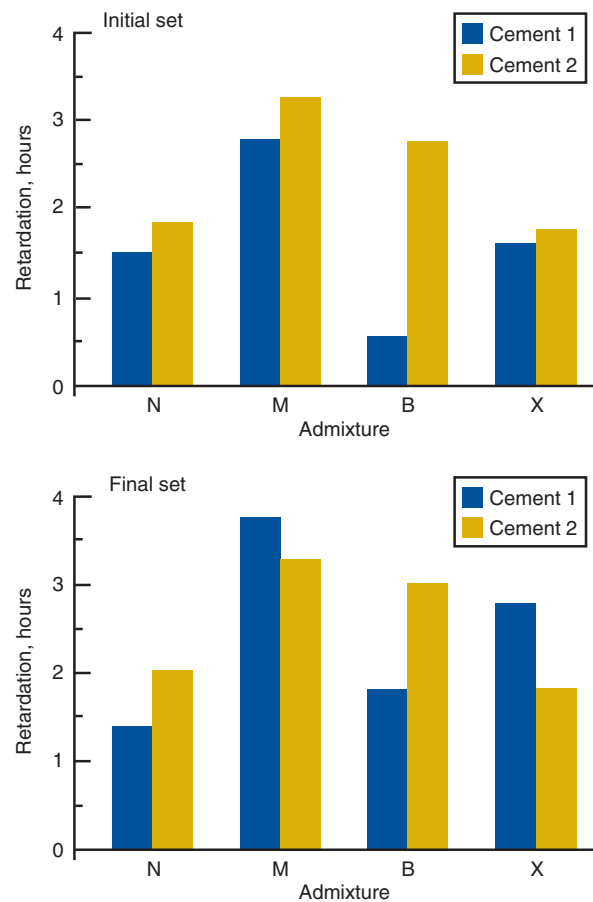 Initial set
Cement 1
Cement 2
Retardation, hours
4
3
2
1
0
N M B X
Admixture
Final set
Cement 1
Cement 2
Retardation, hours
4
3
2
1
0
N M B X
Admixture